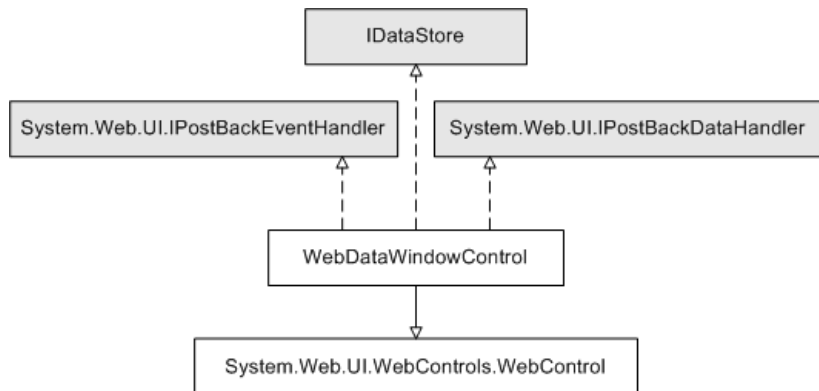 IDataStore
System.Web.UI.IPostBackEventHandler
System.Web.UI.IPostBackDataHandler
WebDataWindowControl
System.Web.UI.WebControls.WebControl